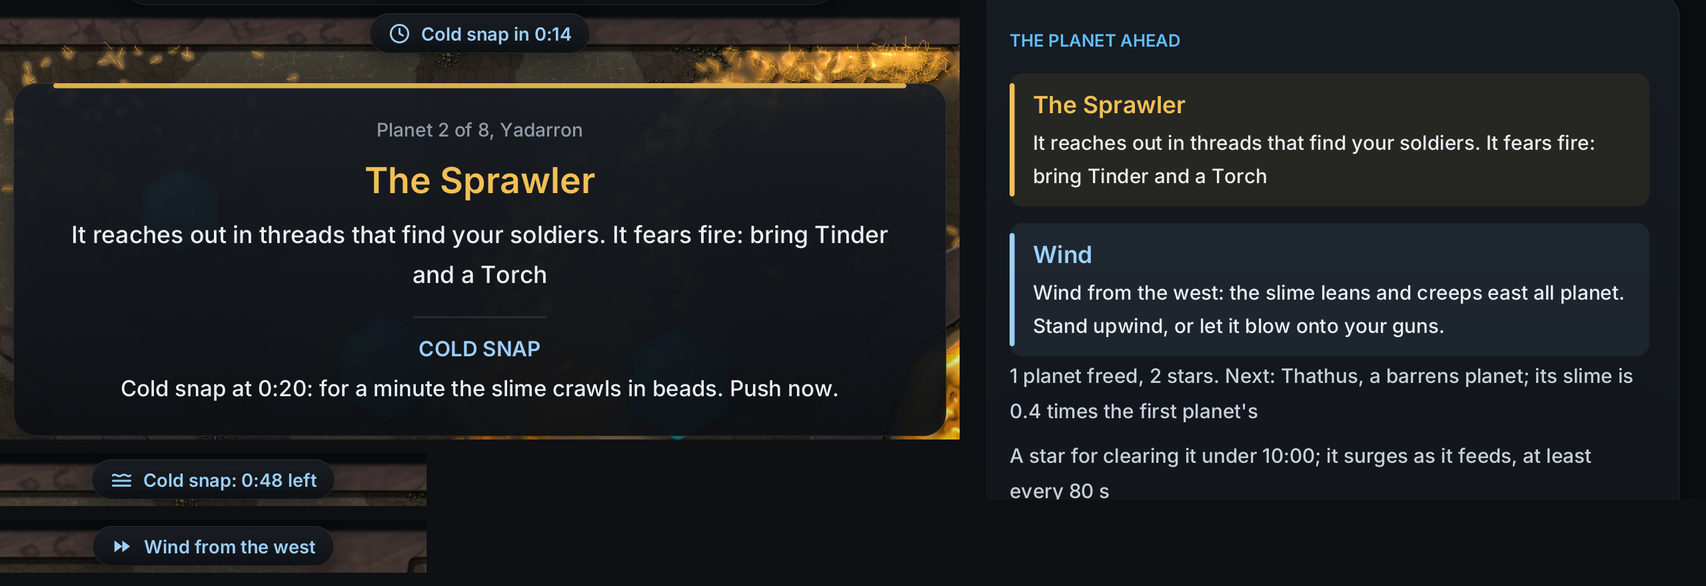 Cold snap in 0:14
Planet 2 of 8, Yadarron
The Sprawler
It reaches out in threads that find your soldiers. It fears fire: bring Tinder
and a Torch
COLD SNAP
Cold snap at 0:20: for a minute the slime crawls in beads. Push now.
Cold snap: 0:48 left
Wind from the west
THE PLANET AHEAD
The Sprawler
It reaches out in threads that find your soldiers. It fears fire:
bring Tinder and a Torch
Wind
Wind from the west: the slime leans and creeps east all planet.
Stand upwind, or let it blow onto your guns.
1 planet freed, 2 stars. Next: Thathus, a barrens planet; its slime is
0.4 times the first planet's
A star for clearing it under 10:00; it surges as it feeds, at least
every 80 s